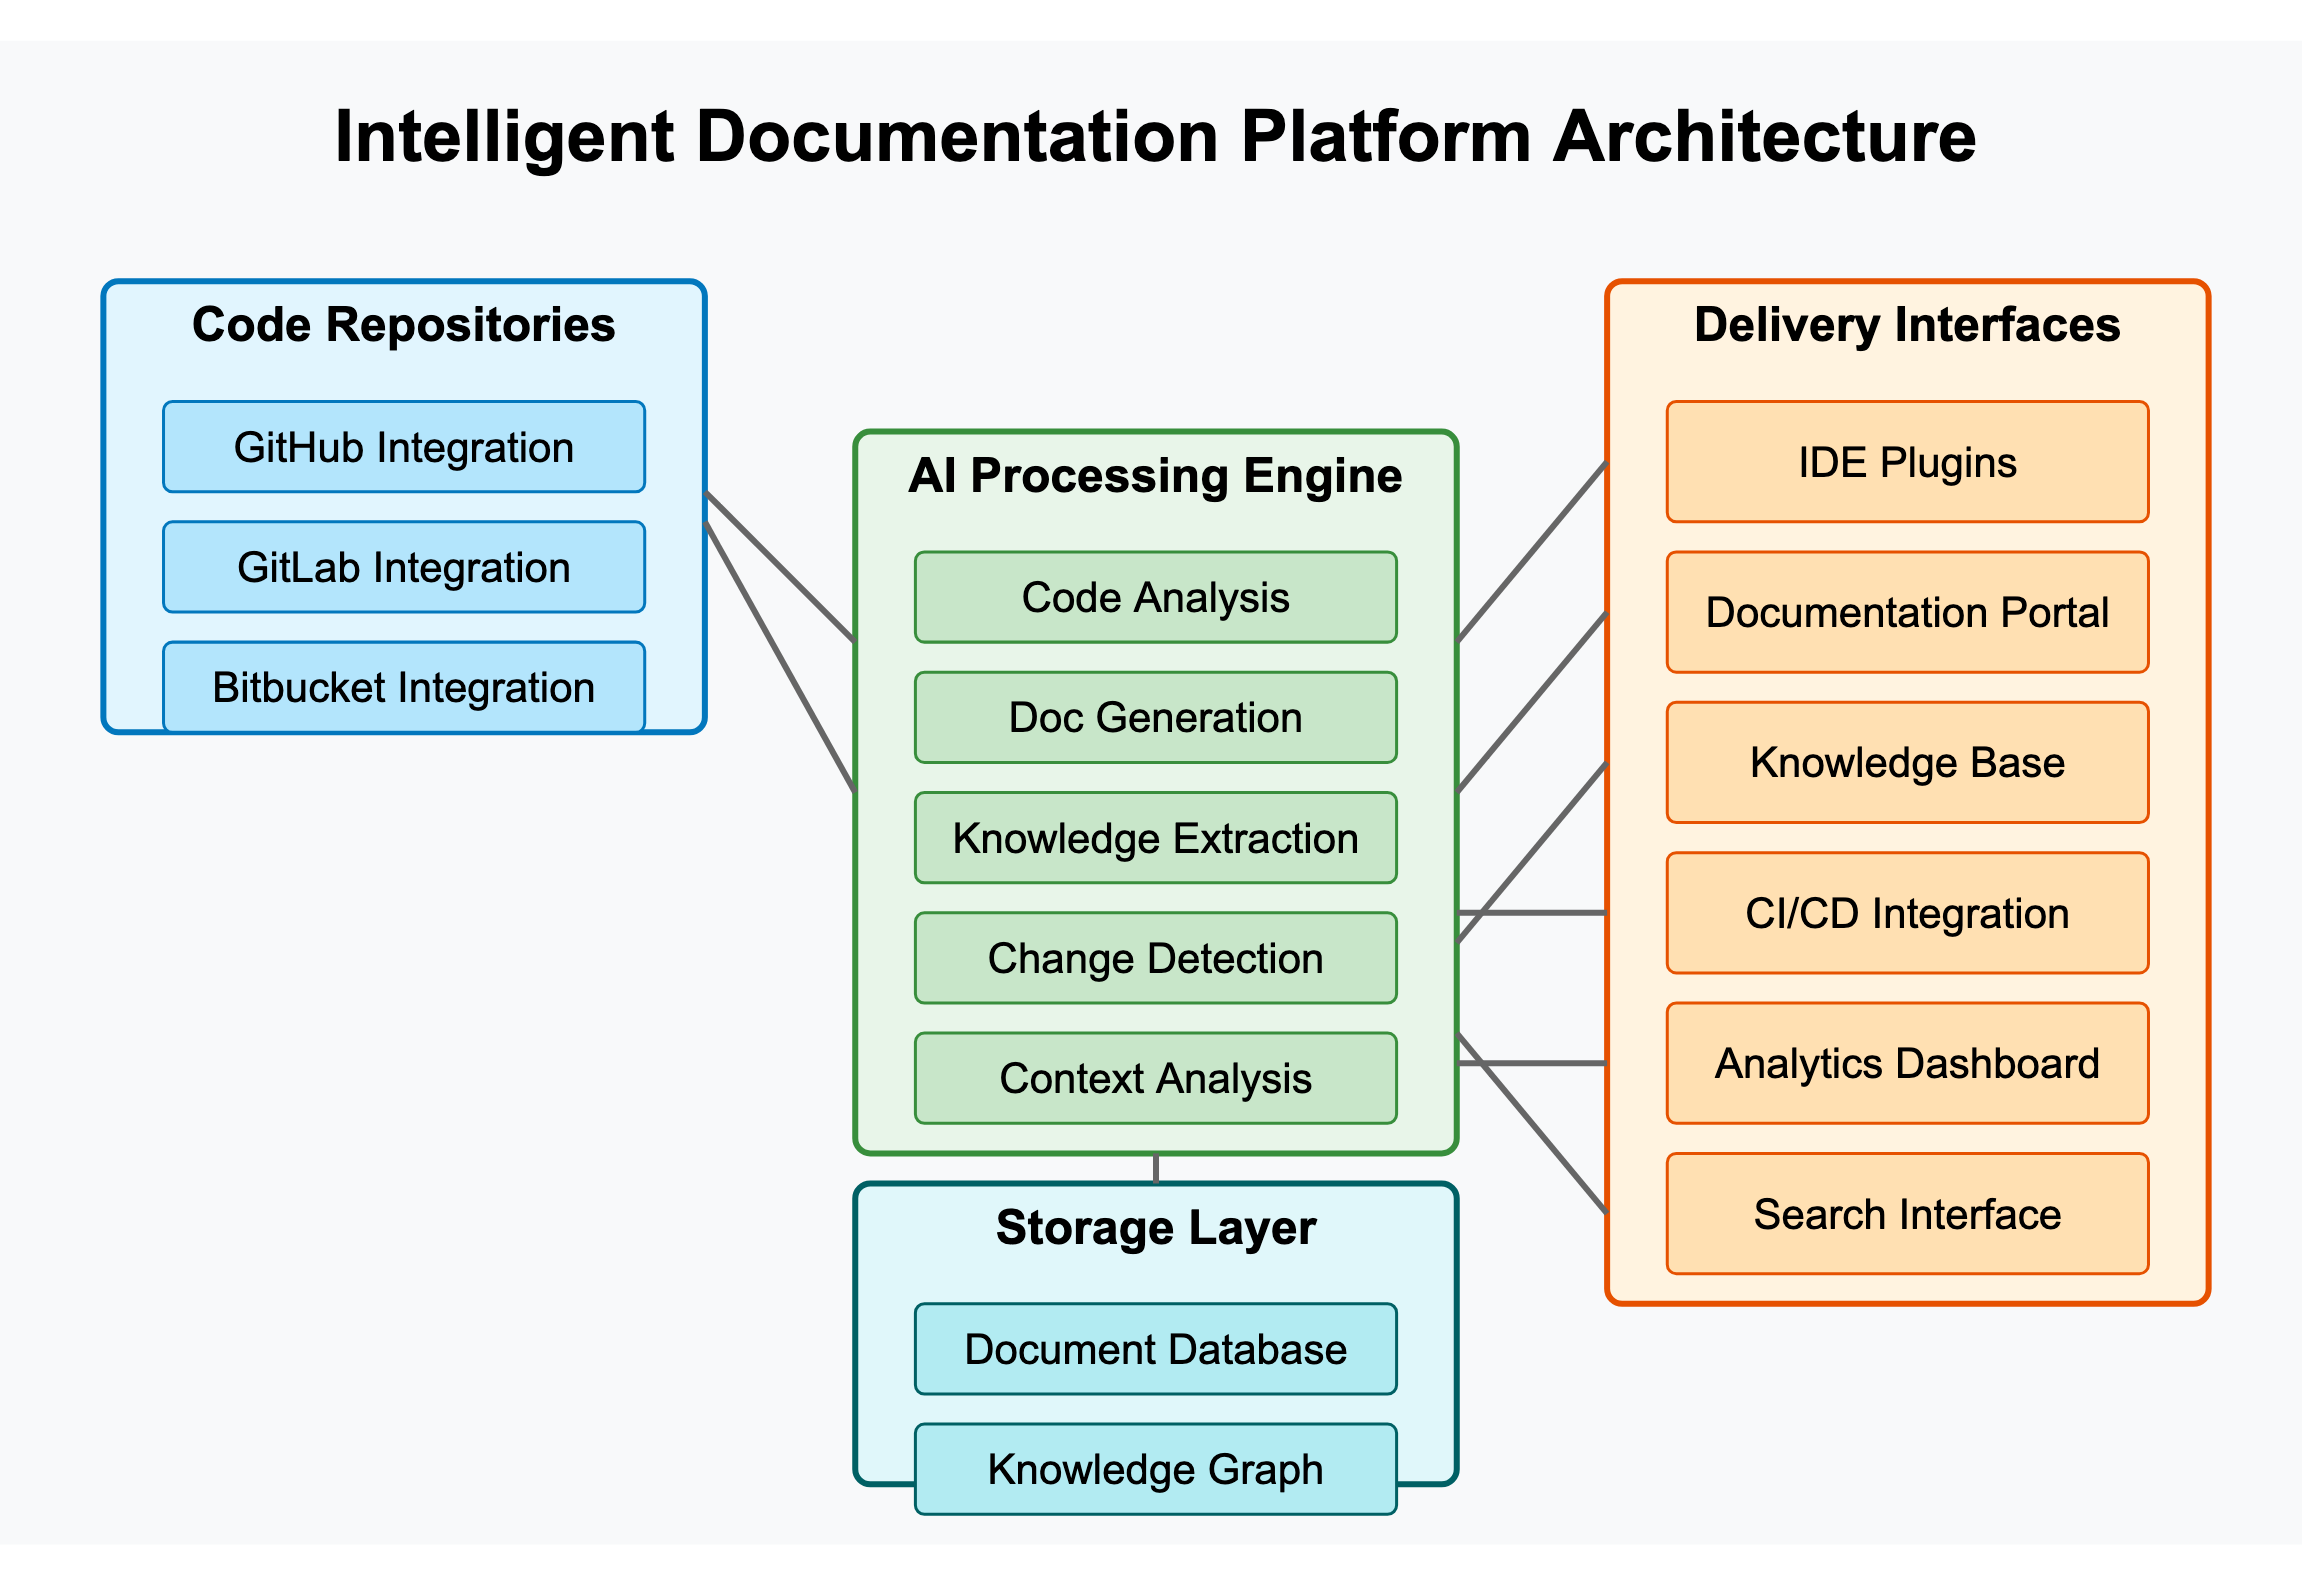 Intelligent Documentation Platform Architecture
Code Repositories
GitHub Integration
GitLab Integration
Bitbucket Integration
AI Processing Engine
Code Analysis
Doc Generation
Knowledge Extraction
Change Detection
Context Analysis
Storage Layer
Document Database
Knowledge Graph
Delivery Interfaces
IDE Plugins
Documentation Portal
Knowledge Base
CI/CD Integration
Analytics Dashboard
Search Interface